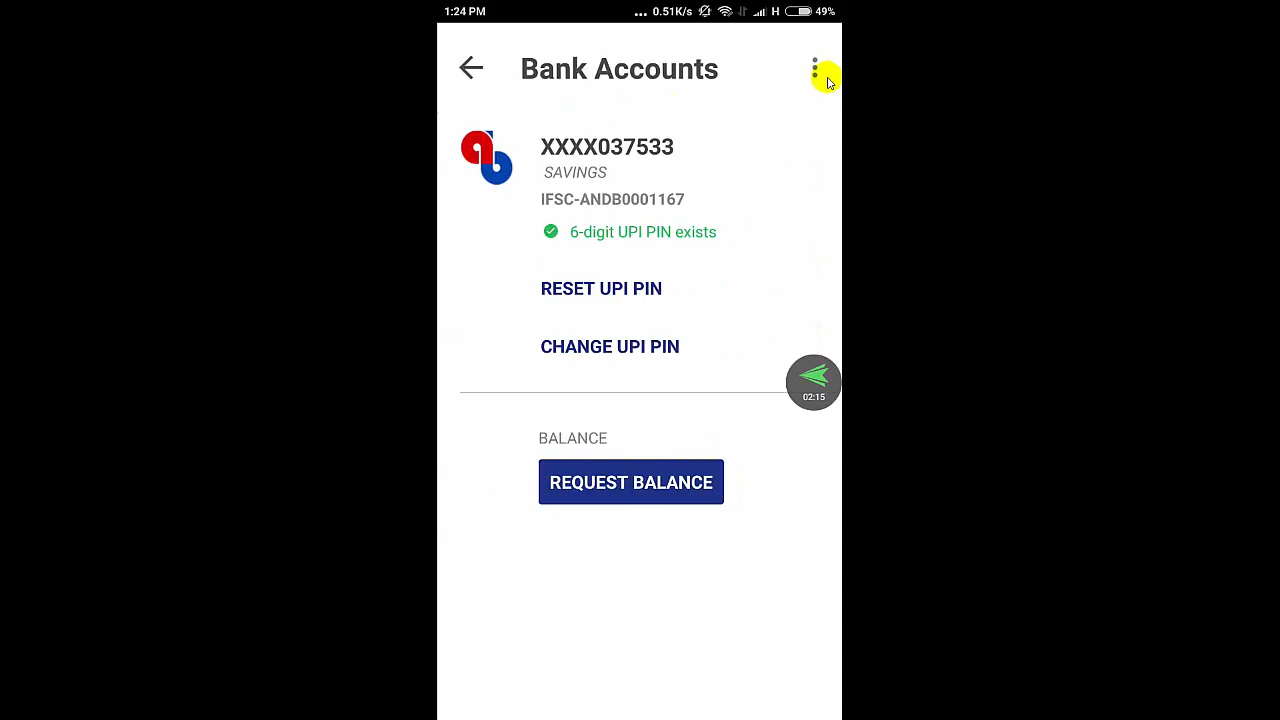 1:24 PM ... 0.51K/s H 49%
Bank Accounts
XXXX037533
SAVINGS
IFSC-ANDB0001167
6-digit UPI PIN exists
RESET UPI PIN
CHANGE UPI PIN
02:15
BALANCE
REQUEST BALANCE